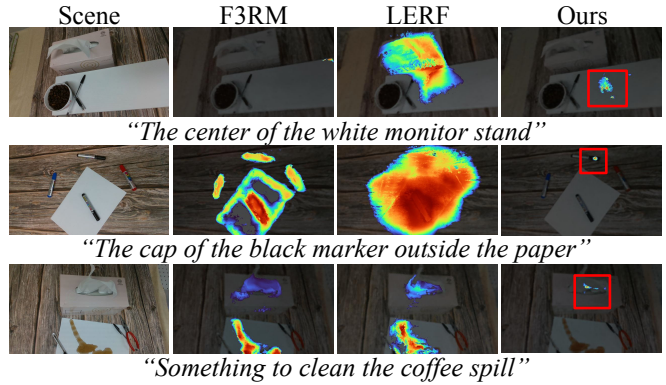 Scene F3RM LERF Ours
“The center of the white monitor stand”
“The cap of the black marker outside the paper”
“Something to clean the coffee spill”